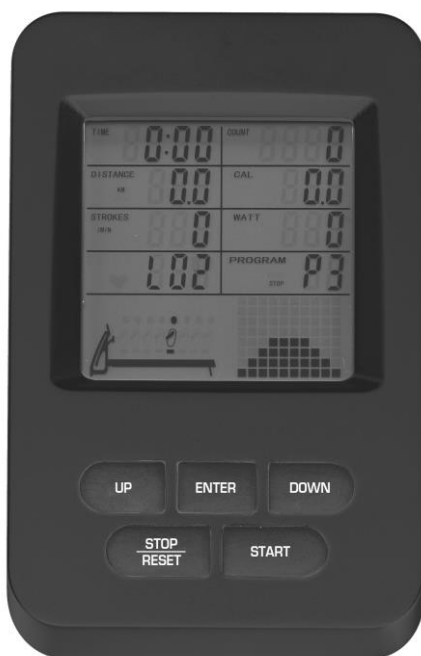 TIME 0:00 COUNT 0
DISTANCE KM 0.0 CAL 0.0
STROKES /MIN 0 WATT 0
L02 PROGRAM STOP P3
UP ENTER DOWN
STOP START
RESET